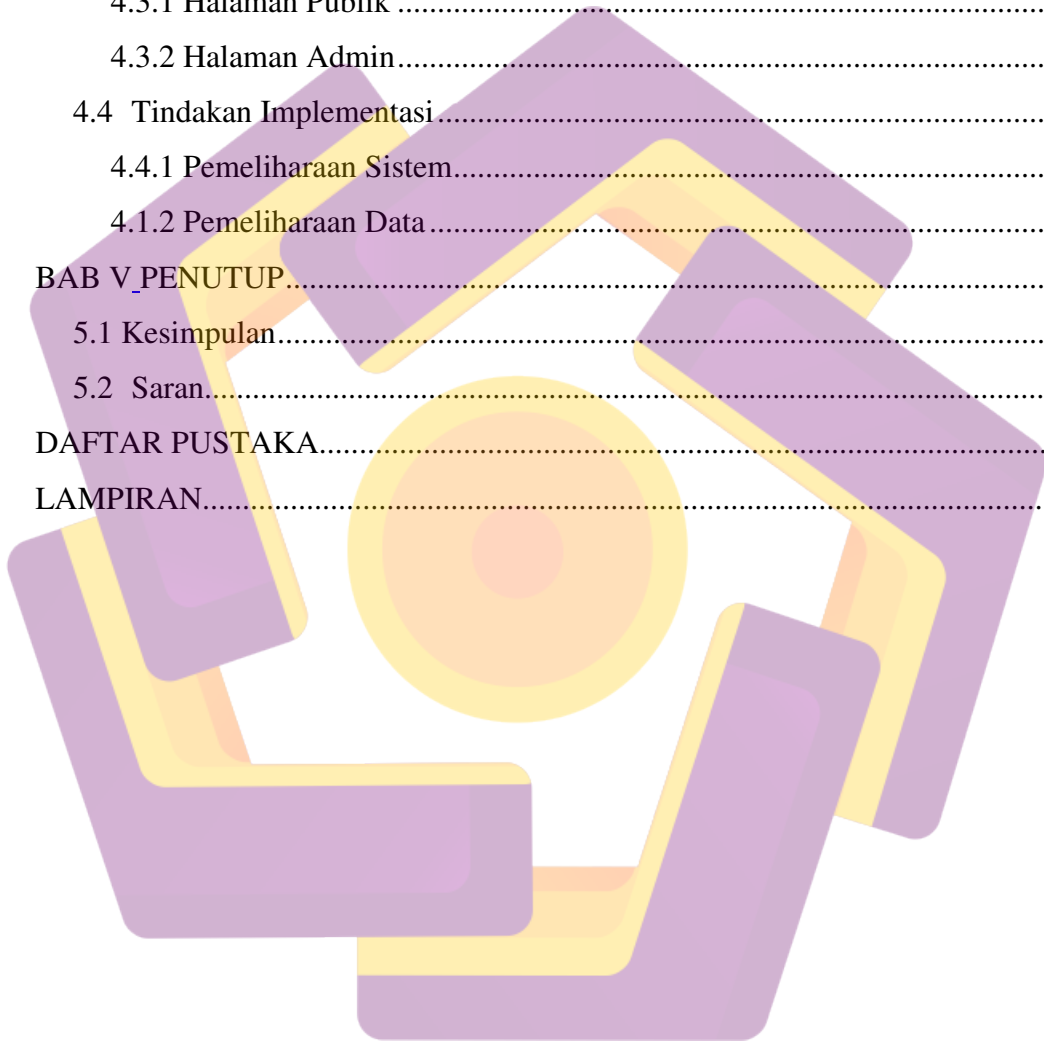 4.3.1 Halaman Publik ..........................................................................
4.3.2 Halaman Admin..........................................................................
4.4 Tindakan Implementasi..........................................................................
4.4.1 Pemeliharaan Sistem..........................................................................
4.1.2 Pemeliharaan Data ..........................................................................
BAB V PENUTUP..........................................................................
5.1 Kesimpulan..........................................................................
5.2 Saran..........................................................................
DAFTAR PUSTAKA..........................................................................
LAMPIRAN..........................................................................